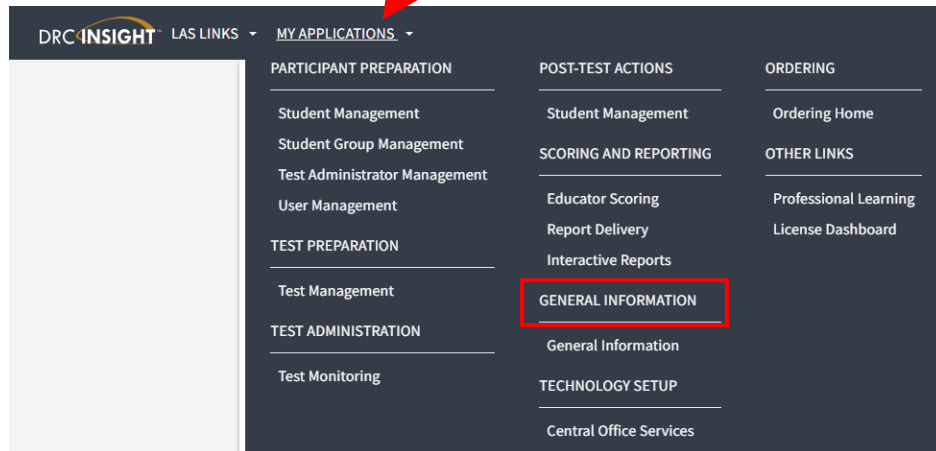 DRC INSIGHT™ LAS LINKS MY APPLICATIONS
PARTICIPANT PREPARATION
Student Management
Student Group Management
Test Administrator Management
User Management
TEST PREPARATION
Test Management
TEST ADMINISTRATION
Test Monitoring
POST-TEST ACTIONS
Student Management
SCORING AND REPORTING
Educator Scoring
Report Delivery
Interactive Reports
GENERAL INFORMATION
General Information
TECHNOLOGY SETUP
Central Office Services
ORDERING
Ordering Home
OTHER LINKS
Professional Learning
License Dashboard